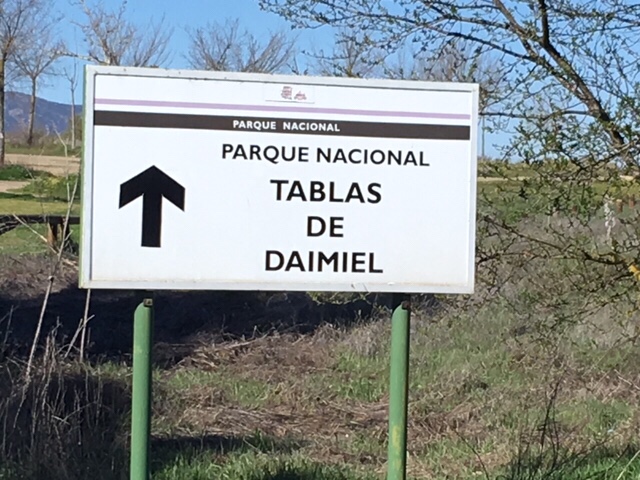 PARQUE NACIONAL
PARQUE NACIONAL
TABLAS
DE
DAIMIEL